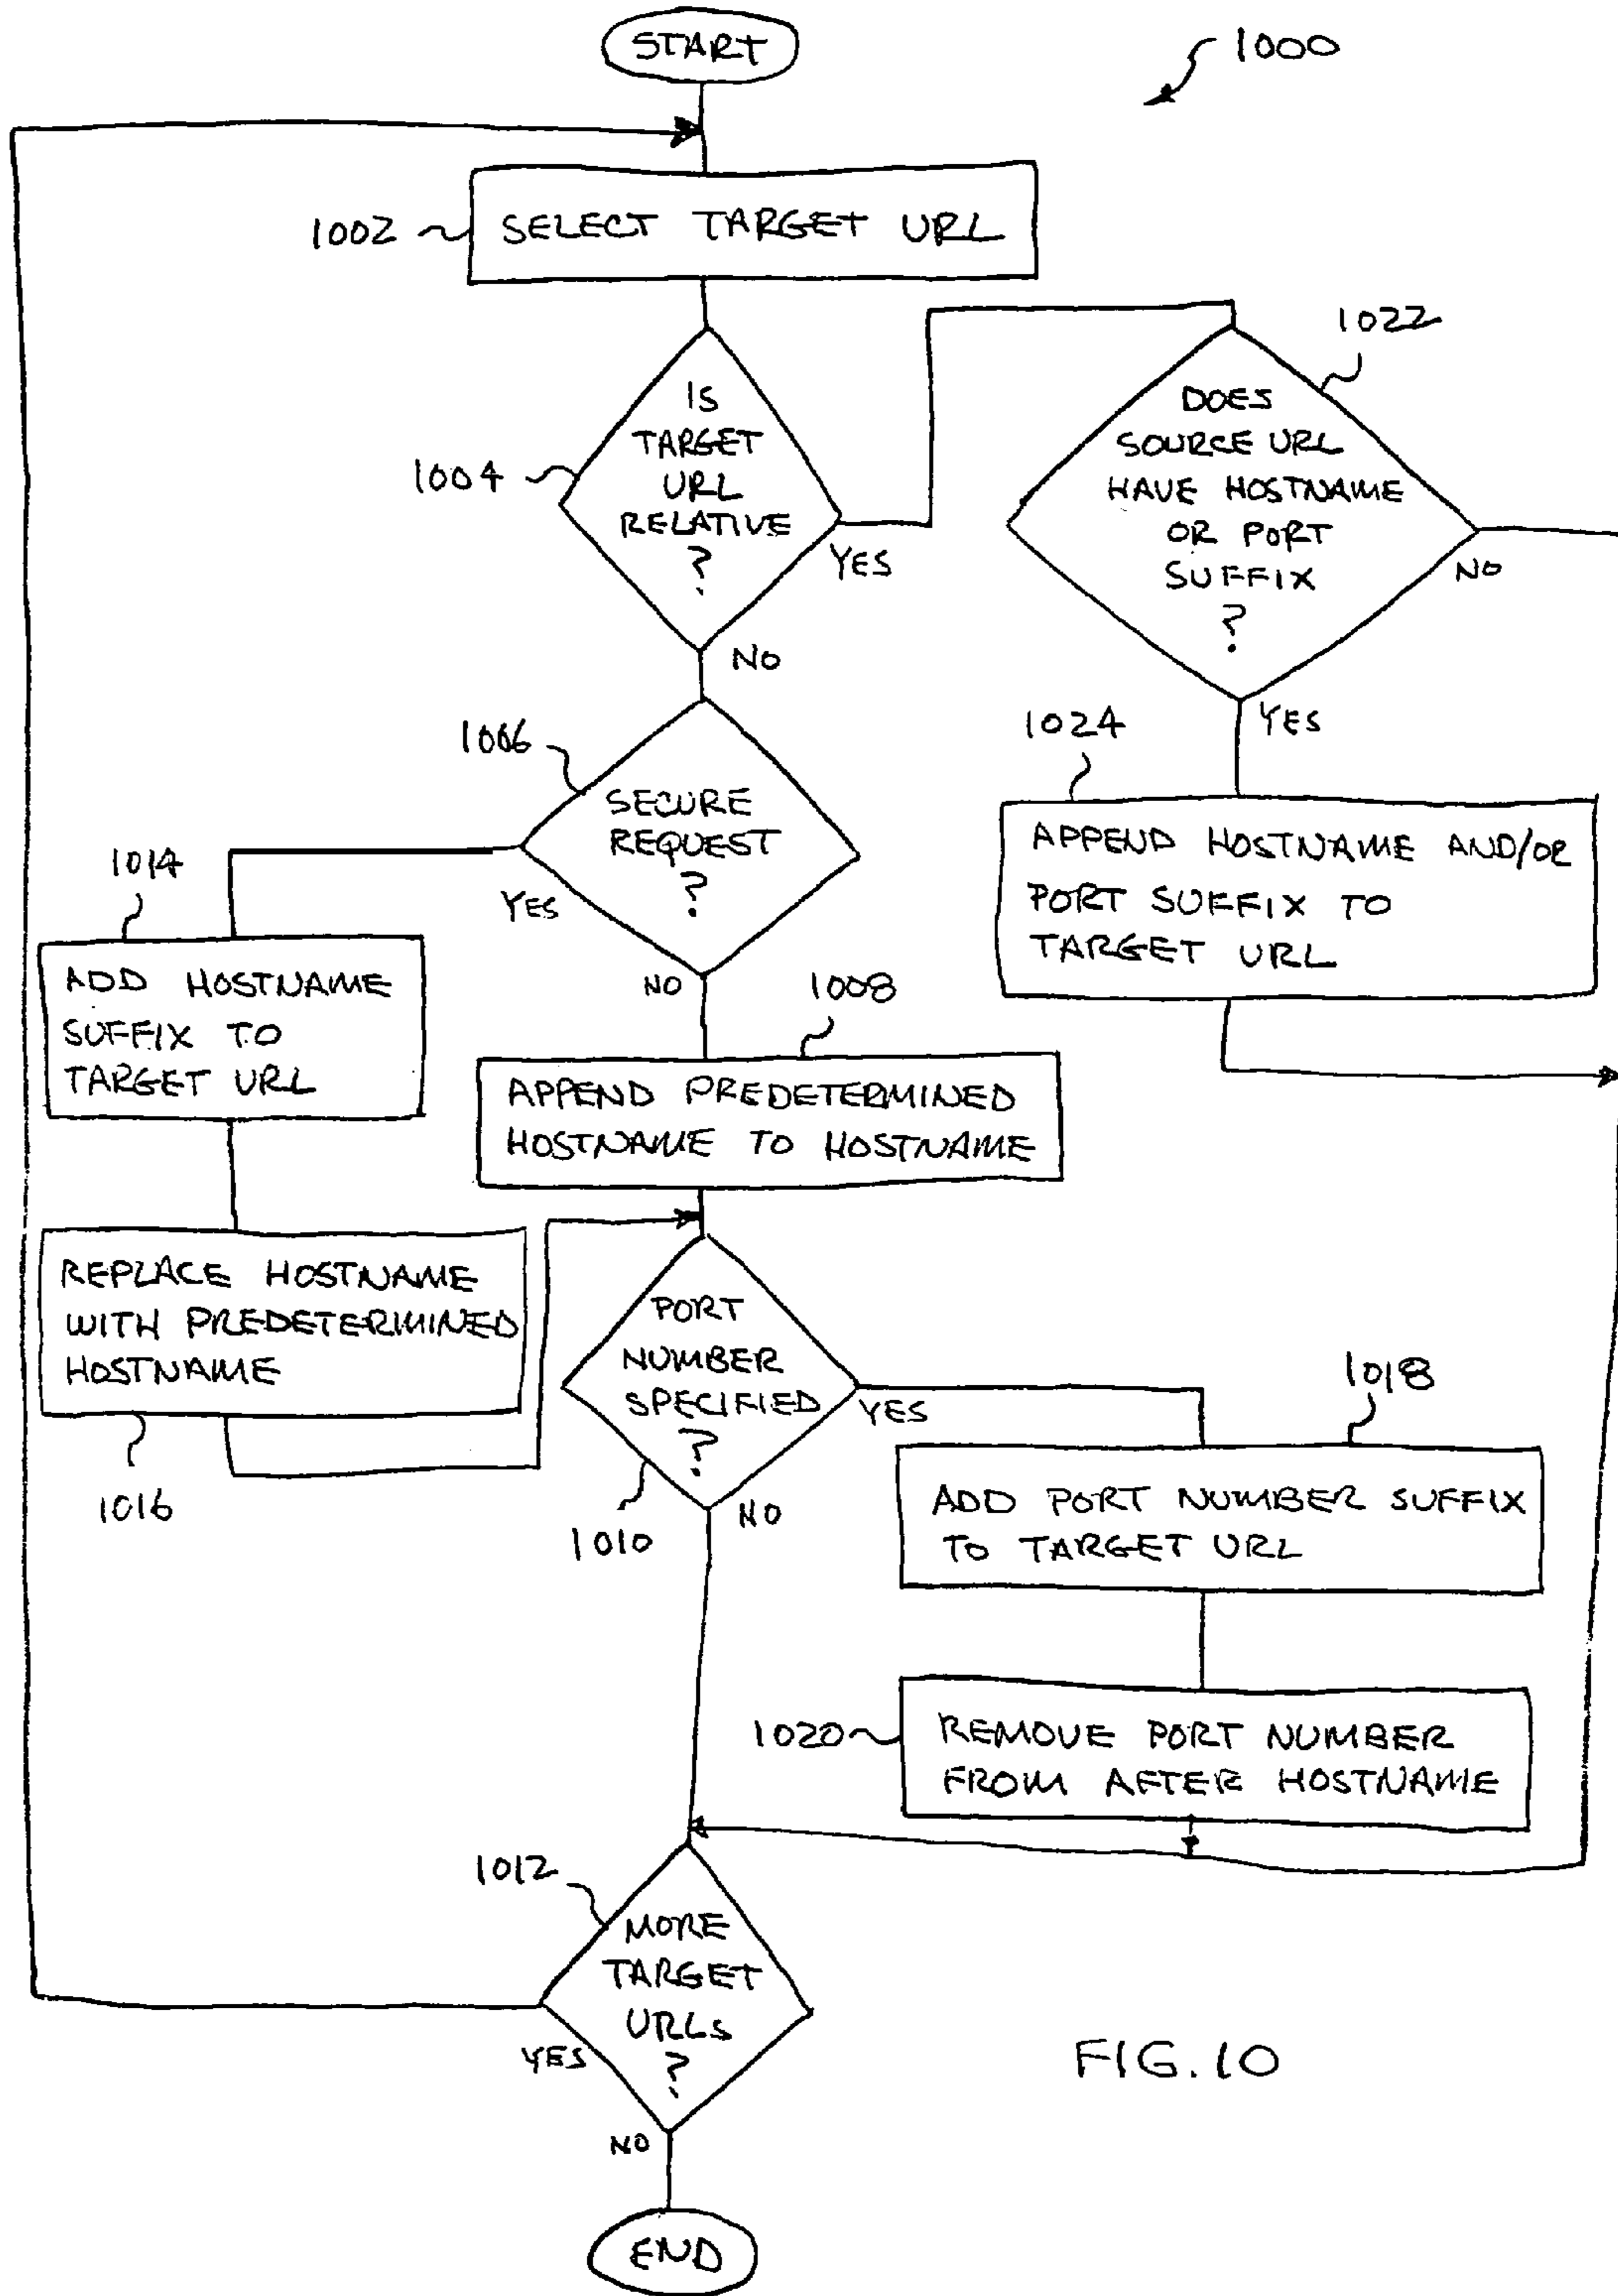 START
1000
1002
SELECT TARGET URL
1004
IS
TARGET
URL
RELATIVE
?
YES
NO
1022
DOES
SOURCE URL
HAVE HOSTNAME
OR PORT
SUFFIX
?
NO
YES
1006
SECURE
REQUEST
?
YES
NO
1024
APPEND HOSTNAME AND/OR
PORT SUFFIX TO
TARGET URL
1014
ADD HOSTNAME
SUFFIX TO
TARGET URL
1008
APPEND PREDETERMINED
HOSTNAME TO HOSTNAME
REPLACE HOSTNAME
WITH PREDETERMINED
HOSTNAME
1016
PORT
NUMBER
SPECIFIED
?
YES
NO
1010
1018
ADD PORT NUMBER SUFFIX
TO TARGET URL
1020
REMOVE PORT NUMBER
FROM AFTER HOSTNAME
1012
MORE
TARGET
URLS
?
YES
NO
END
FIG. 10